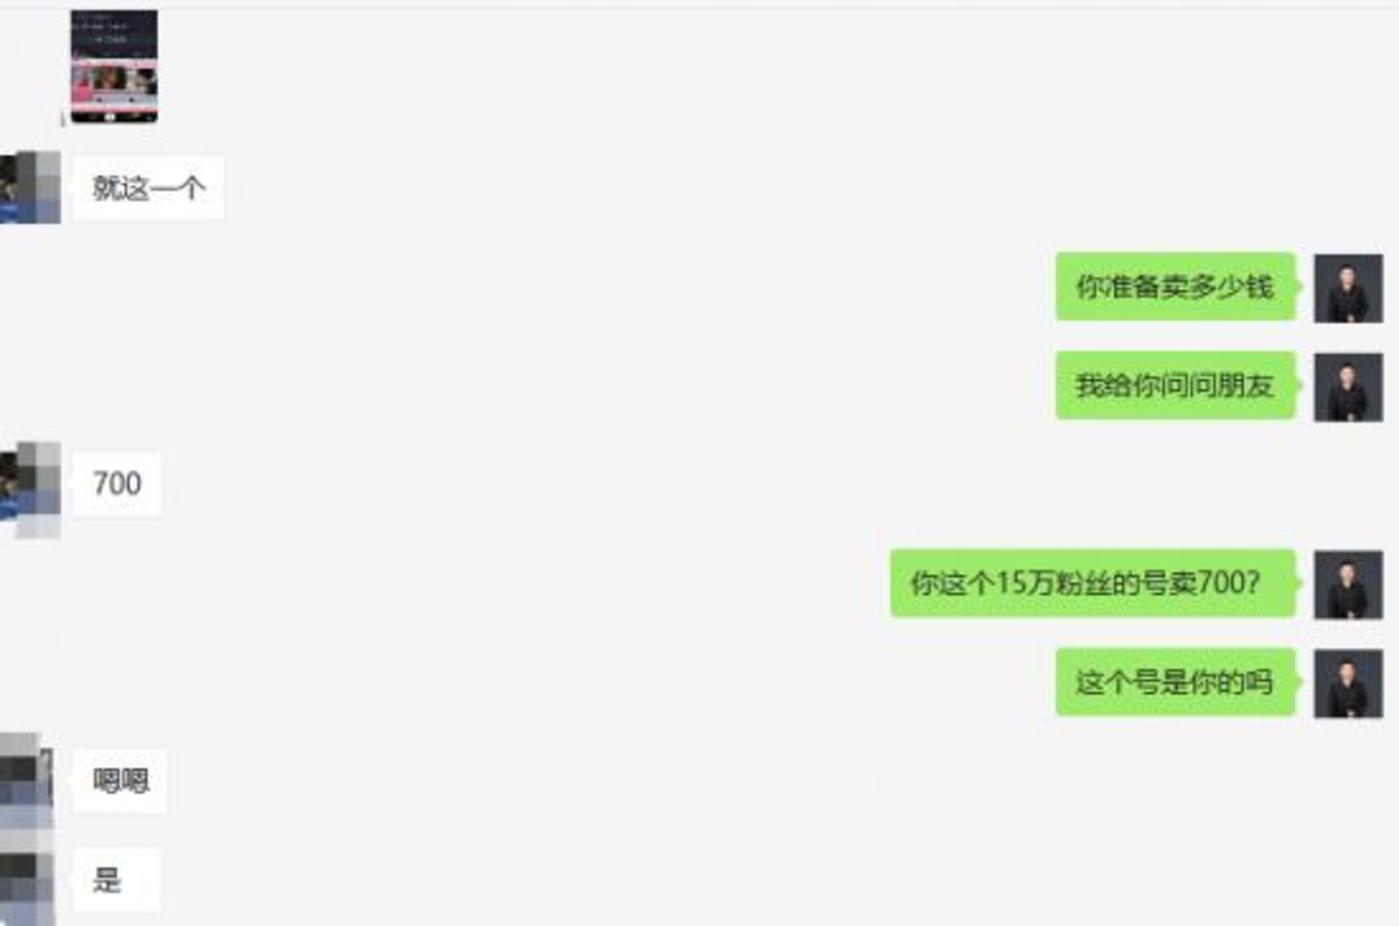 就这一个
你准备卖多少钱
我给你问问朋友
700
你这个15万粉丝的号卖700？
这个号是你的吗
嗯嗯
是